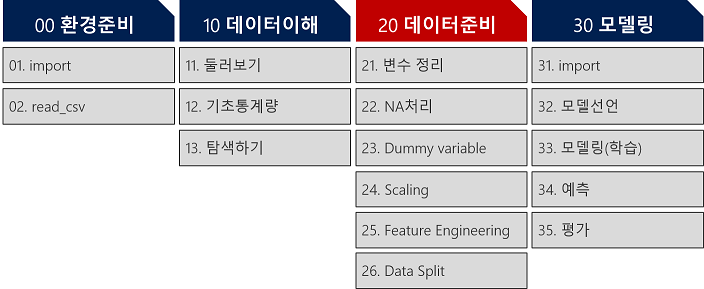 00 환경준비
01. import
02. read_csv
10 데이터이해
11. 둘러보기
12. 기초통계량
13. 탐색하기
20 데이터준비
21. 변수 정리
22. NA처리
23. Dummy variable
24. Scaling
25. Feature Engineering
26. Data Split
30 모델링
31. import
32. 모델선언
33. 모델링(학습)
34. 예측
35. 평가